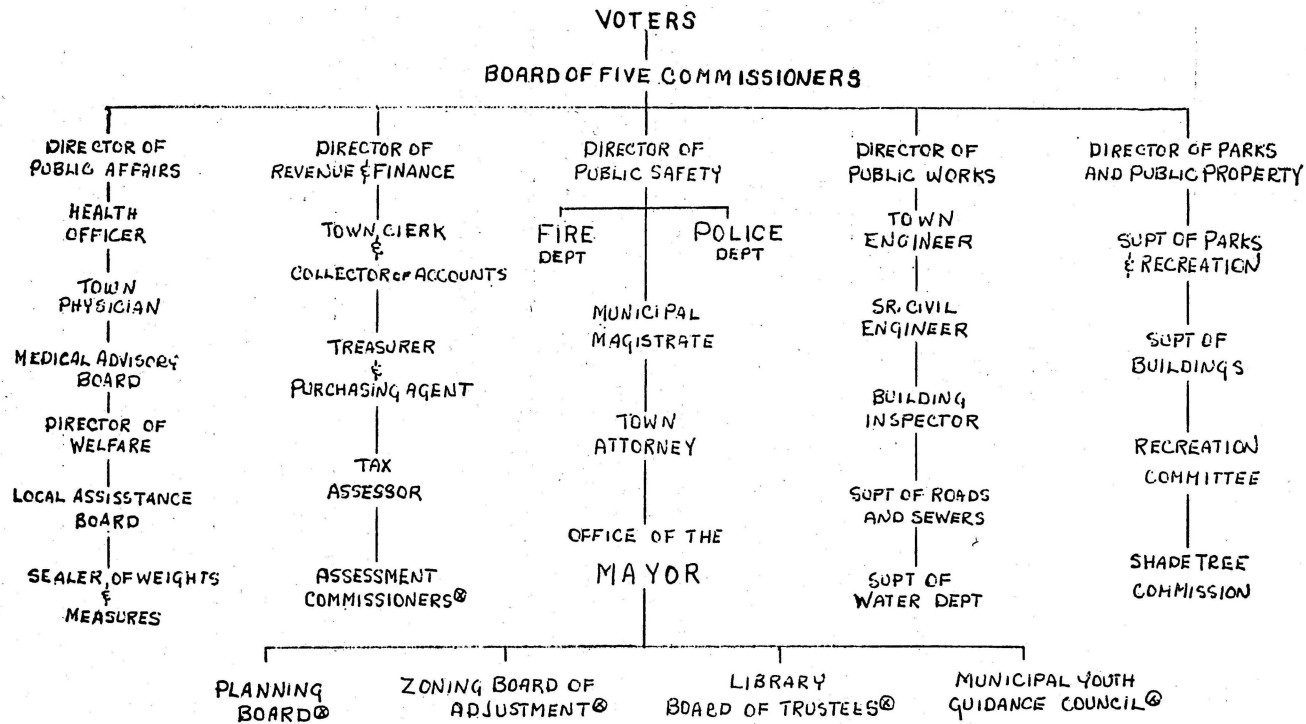 VOTERS
BOARD OF FIVE COMMISSIONERS
DIRECTOR OF
PUBLIC AFFAIRS
HEALTH
OFFICER
TOWN
PHYSICIAN
MEDICAL ADVISORY
BOARD
DIRECTOR OF
WELFARE
LOCAL ASSISSTANCE
BOARD
SEALER OF WEIGHTS
&
MEASURES
DIRECTOR OF
REVENUE & FINANCE
TOWN CLERK
&
COLLECTOR OF ACCOUNTS
TREASURER
&
PURCHASING AGENT
TAX
ASSESSOR
ASSESSMENT
COMMISSIONERS ⓧ
DIRECTOR OF
PUBLIC SAFETY
FIRE
DEPT
POLICE
DEPT
MUNICIPAL
MAGISTRATE
TOWN
ATTORNEY
OFFICE OF THE
MAYOR
DIRECTOR OF
PUBLIC WORKS
TOWN
ENGINEER
SR. CIVIL
ENGINEER
BUILDING
INSPECTOR
SUPT OF ROADS
AND SEWERS
SUPT OF
WATER DEPT
DIRECTOR OF PARKS
AND PUBLIC PROPERTY
SUPT OF PARKS
& RECREATION
SUPT OF
BUILDINGS
RECREATION
COMMITTEE
SHADE TREE
COMMISSION
PLANNING
BOARD ⓧ
ZONING BOARD OF
ADJUSTMENT ⓧ
LIBRARY
BOARD OF TRUSTEES ⓧ
MUNICIPAL YOUTH
GUIDANCE COUNCIL ⓧ